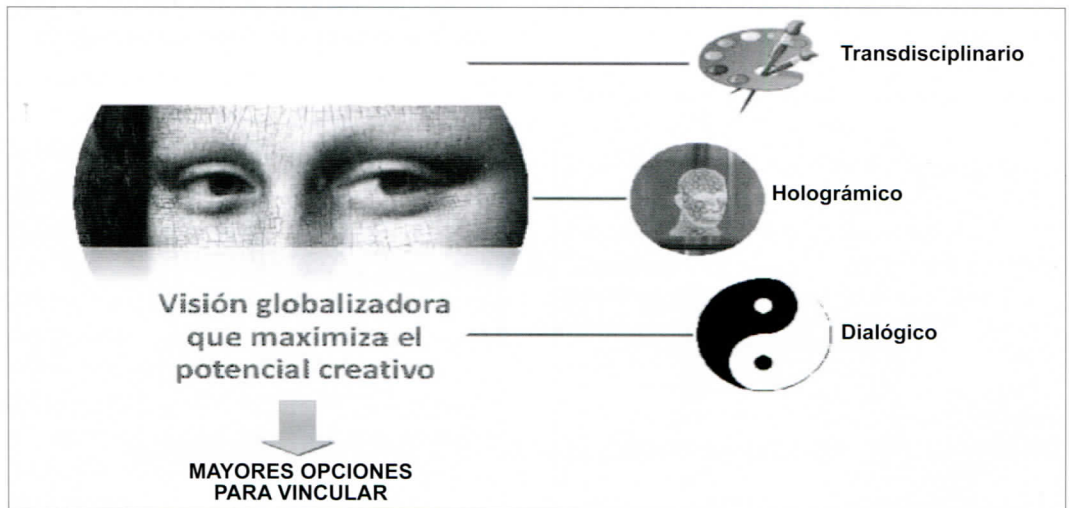 Transdisciplinario
Holográmico
Visión globalizadora
que maximiza el
potencial creativo
Dialógico
MAYORES OPCIONES
PARA VINCULAR